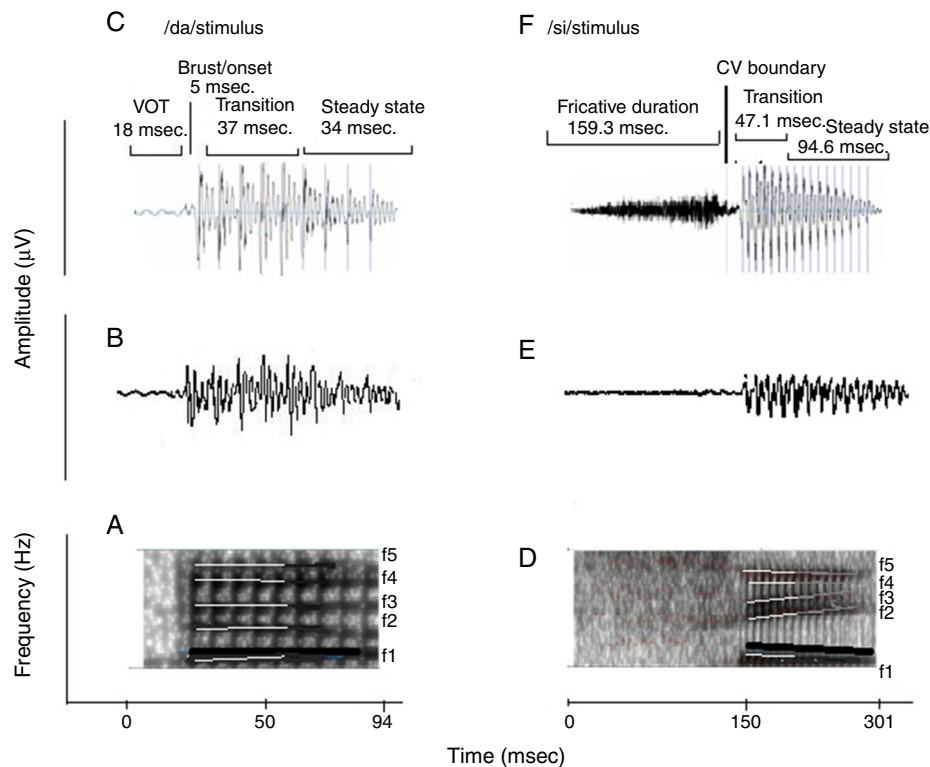 C /da/stimulus
Brust/onset
5 msec.
VOT
18 msec.
Transition
37 msec.
Steady state
34 msec.
F /si/stimulus
CV boundary
Fricative duration
159.3 msec.
Transition
47.1 msec.
Steady state
94.6 msec.
Amplitude (μV)
B
E
A
f5
f4
f3
f2
f1
D
f5
f4
f3
f2
f1
Frequency (Hz)
0 50 94
0 150 301
Time (msec)